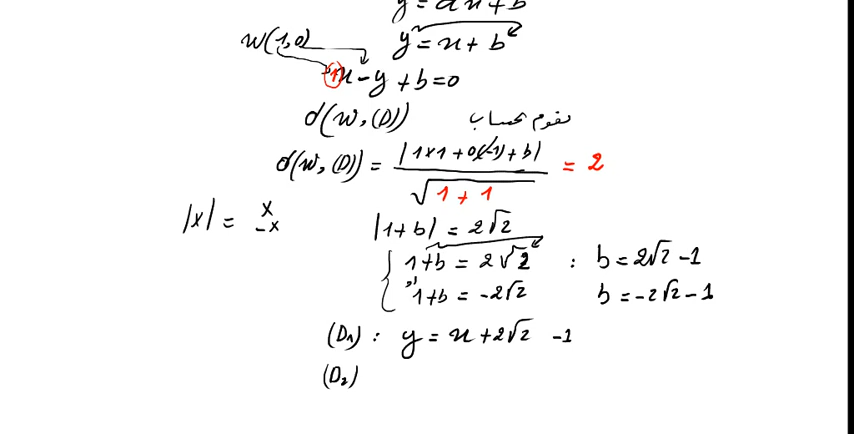 y = ax + b
w(1,0) y = x + b
1x - y + b = 0
d(w,(D)) نقوم بحساب
d(w,(D)) = |1×1 + 0(-1) + b| / √(1 + 1) = 2
|x| = x
-x
|1+b| = 2√2
{ 1+b = 2√2 : b = 2√2 - 1
أو 1+b = -2√2 b = -2√2 - 1
(D₁) : y = x + 2√2 - 1
(D₂)